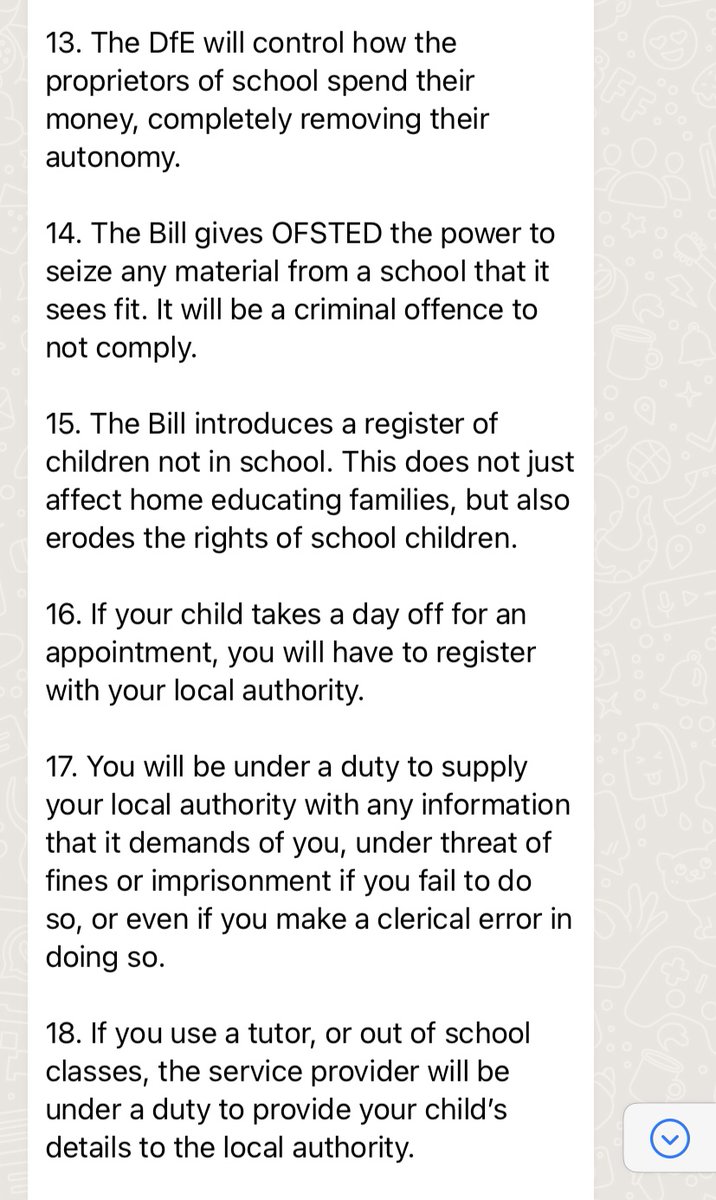 13. The DfE will control how the
proprietors of school spend their
money, completely removing their
autonomy.
14. The Bill gives OFSTED the power to
seize any material from a school that it
sees fit. It will be a criminal offence to
not comply.
15. The Bill introduces a register of
children not in school. This does not just
affect home educating families, but also
erodes the rights of school children.
16. If your child takes a day off for an
appointment, you will have to register
with your local authority.
17. You will be under a duty to supply
your local authority with any information
that it demands of you, under threat of
fines or imprisonment if you fail to do
so, or even if you make a clerical error in
doing so.
18. If you use a tutor, or out of school
classes, the service provider will be
under a duty to provide your child’s
details to the local authority.